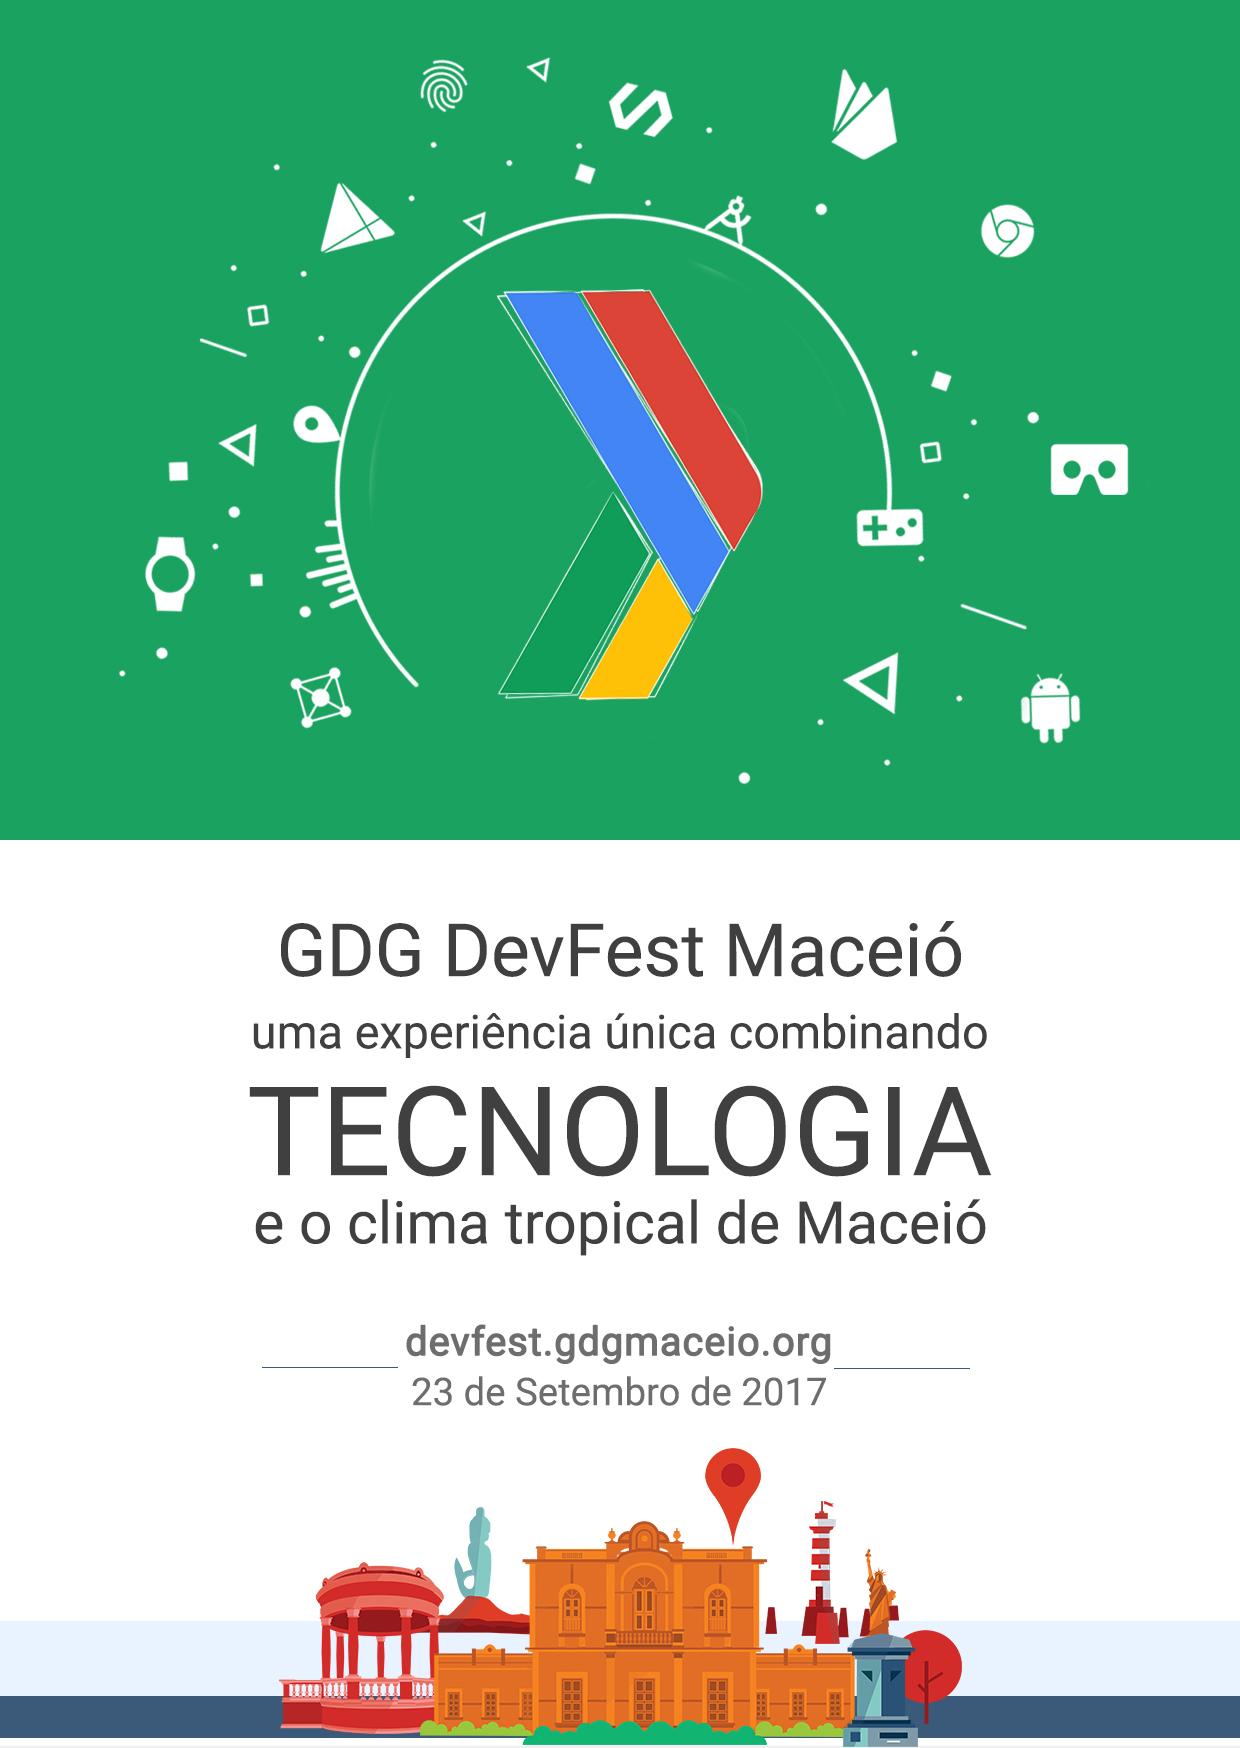 GDG DevFest Maceió
uma experiência única combinando
TECNOLOGIA
e o clima tropical de Maceió
devfest.gdgmaceio.org
23 de Setembro de 2017